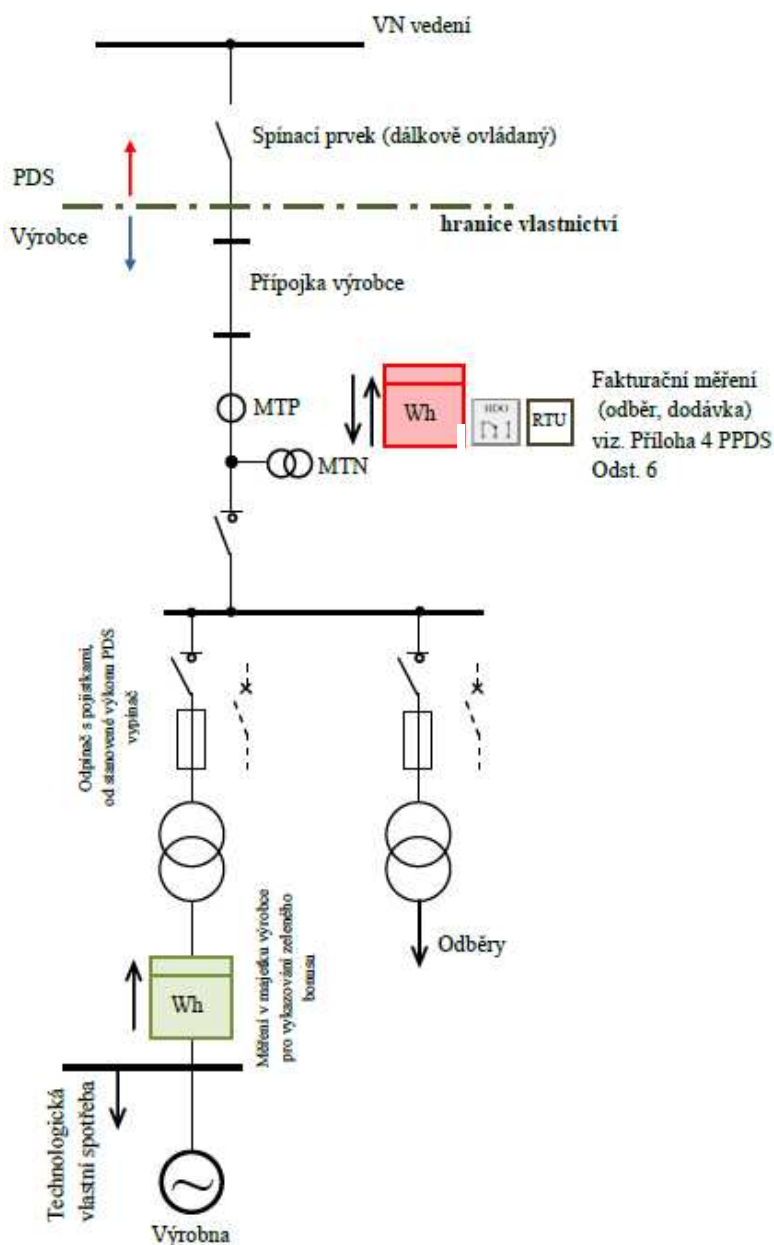 VN vedení
Spínací prvek (dálkově ovládaný)
PDS
hranice vlastnictví
Výrobce
Přípojka výrobce
MTP
Wh
HDO
RTU
Fakturační měření
(odběr, dodávka)
viz. Příloha 4 PPDS
Odst. 6
MTN
Odpínač s pojistkami,
od stanovené výkonu PDS
vypínač
Odběry
Wh
Měření v majetku výrobce
pro vykazování zeleného
bonusu
Technologická
vlastní spotřeba
Výrobna